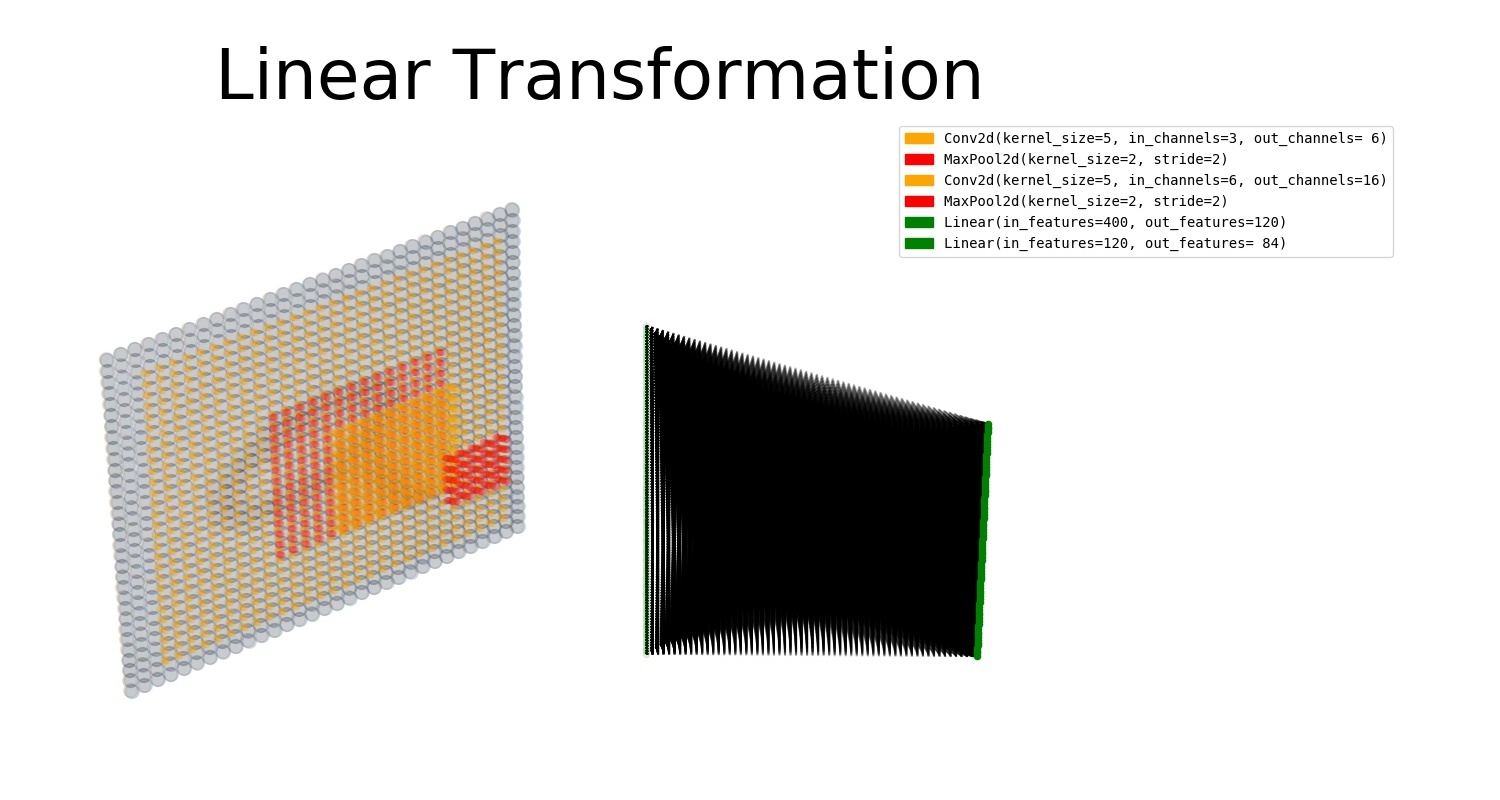 Linear Transformation
Conv2d(kernel_size=5, in_channels=3, out_channels= 6)
MaxPool2d(kernel_size=2, stride=2)
Conv2d(kernel_size=5, in_channels=6, out_channels=16)
MaxPool2d(kernel_size=2, stride=2)
Linear(in_features=400, out_features=120)
Linear(in_features=120, out_features= 84)